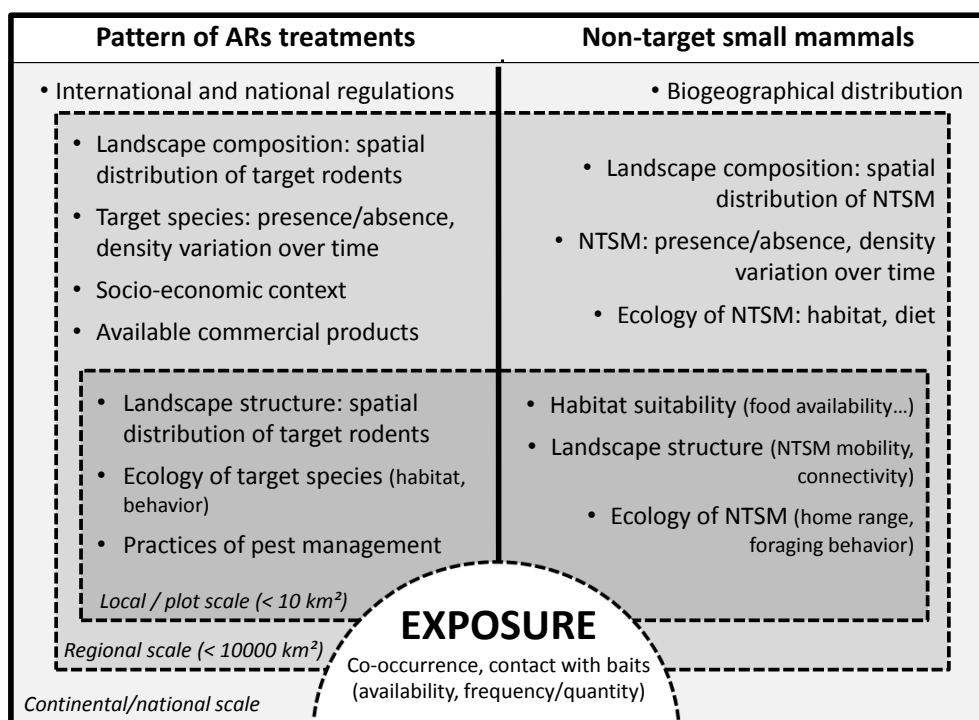 Pattern of ARs treatments
Non-target small mammals
• International and national regulations
• Biogeographical distribution
• Landscape composition: spatial
distribution of target rodents
• Target species: presence/absence,
density variation over time
• Socio-economic context
• Available commercial products
• Landscape composition: spatial
distribution of NTSM
• NTSM: presence/absence, density
variation over time
• Ecology of NTSM: habitat, diet
• Landscape structure: spatial
distribution of target rodents
• Ecology of target species (habitat,
behavior)
• Practices of pest management
• Habitat suitability (food availability...)
• Landscape structure (NTSM mobility,
connectivity)
• Ecology of NTSM (home range,
foraging behavior)
Local / plot scale (< 10 km²)
Regional scale (< 10000 km²)
Continental/national scale
EXPOSURE
Co-occurrence, contact with baits
(availability, frequency/quantity)